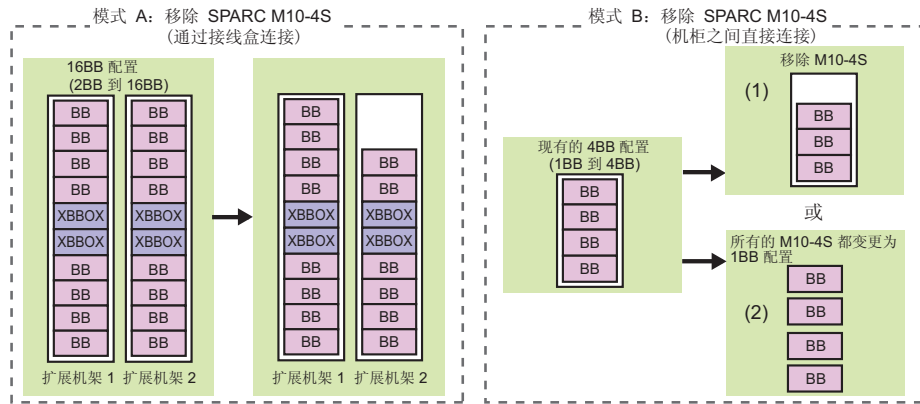 模式 A：移除 SPARC M10-4S
(通过接线盒连接)
16BB 配置
(2BB 到 16BB)
BB BB BB
BB BB BB
BB BB BB BB
BB BB BB BB
XBBOX XBBOX XBBOX XBBOX
XBBOX XBBOX XBBOX XBBOX
BB BB BB BB
BB BB BB BB
BB BB BB BB
BB BB BB BB
扩展机架 1 扩展机架 2 扩展机架 1 扩展机架 2
模式 B：移除 SPARC M10-4S
(机柜之间直接连接)
现有的 4BB 配置
(1BB 到 4BB)
BB
BB
BB
BB
移除 M10-4S
(1)
BB
BB
BB
或
所有的 M10-4S 都变更为
1BB 配置
(2)
BB
BB
BB
BB